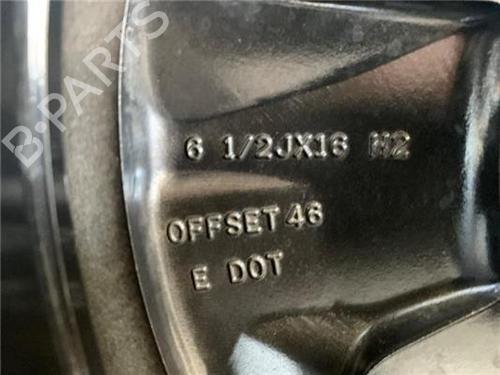 B-PARTS
6 1/2JX16 H2
OFFSET 46
E DOT